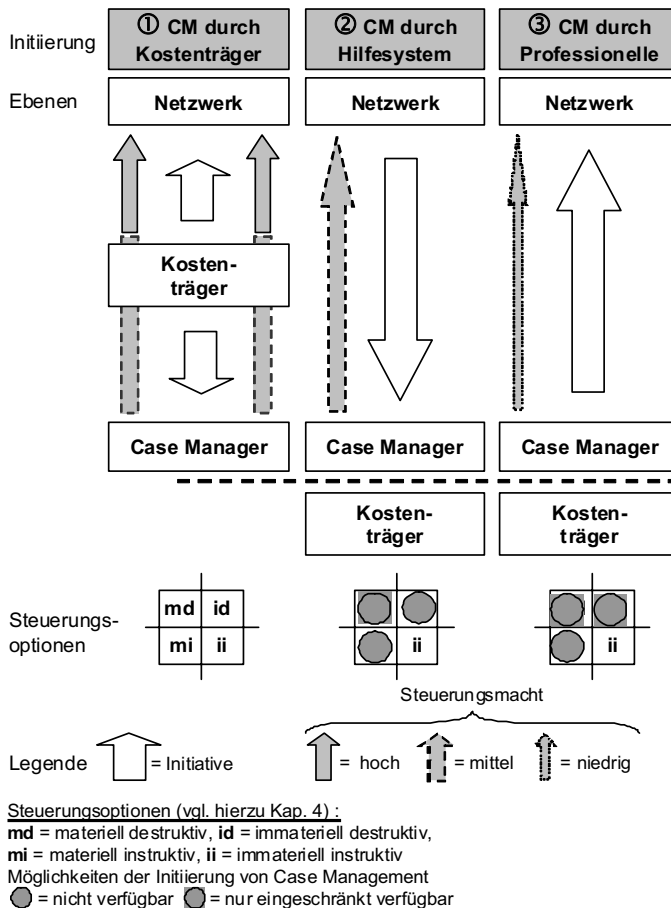 Initiierung
① CM durch
Kostenträger
② CM durch
Hilfesystem
③ CM durch
Professionelle
Ebenen
Netzwerk
Netzwerk
Netzwerk
Kosten-
träger
Case Manager
Case Manager
Case Manager
Kosten-
träger
Kosten-
träger
Steuerungs-
optionen
md id
mi ii
ii
ii
Steuerungsmacht
Legende = Initiative = hoch = mittel = niedrig
Steuerungsoptionen (vgl. hierzu Kap. 4) :
md = materiell destruktiv, id = immateriell destruktiv,
mi = materiell instruktiv, ii = immateriell instruktiv
Möglichkeiten der Initiierung von Case Management
= nicht verfügbar = nur eingeschränkt verfügbar